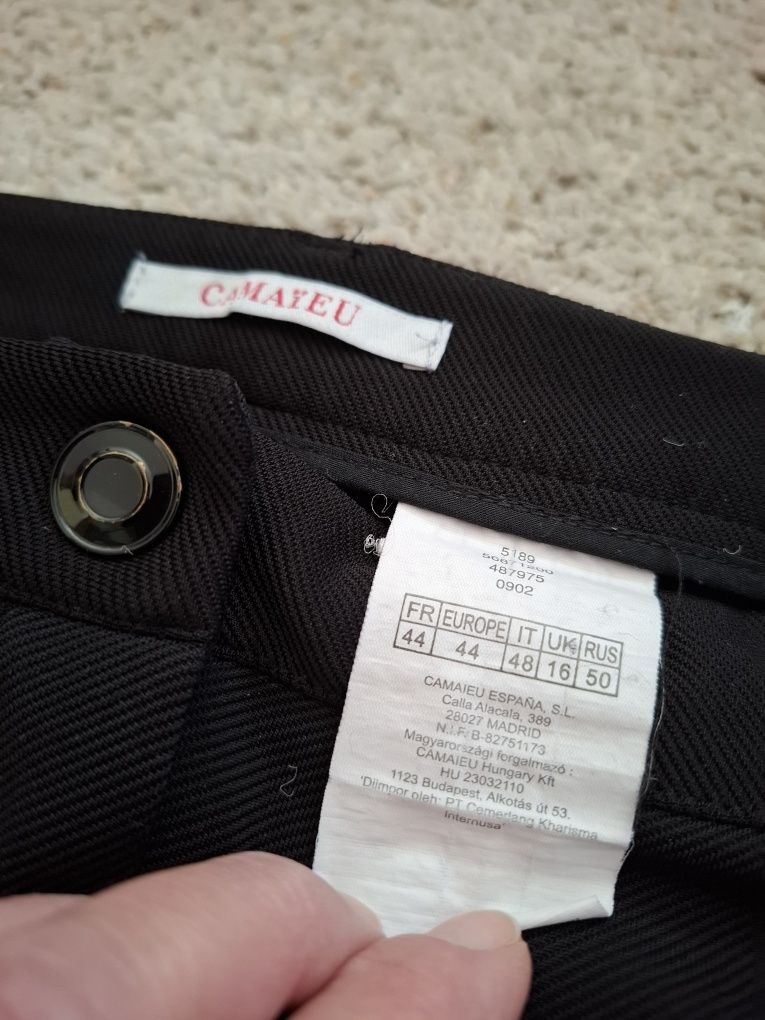 CAMAïEU
5189
487975
0902
FR EUROPE IT UK RUS
44 44 48 16 50
CAMAIEU ESPAÑA, S.L.
Calla Alacala, 389
28027 MADRID
N.I.F. B-82751173
Magyarországi forgalmazó :
CAMAÏEU Hungary Kft
HU 23032110
1123 Budapest, Alkotás út 53.
'Diimpor oleh: PT Cemerlang Kharisma
Internusa'